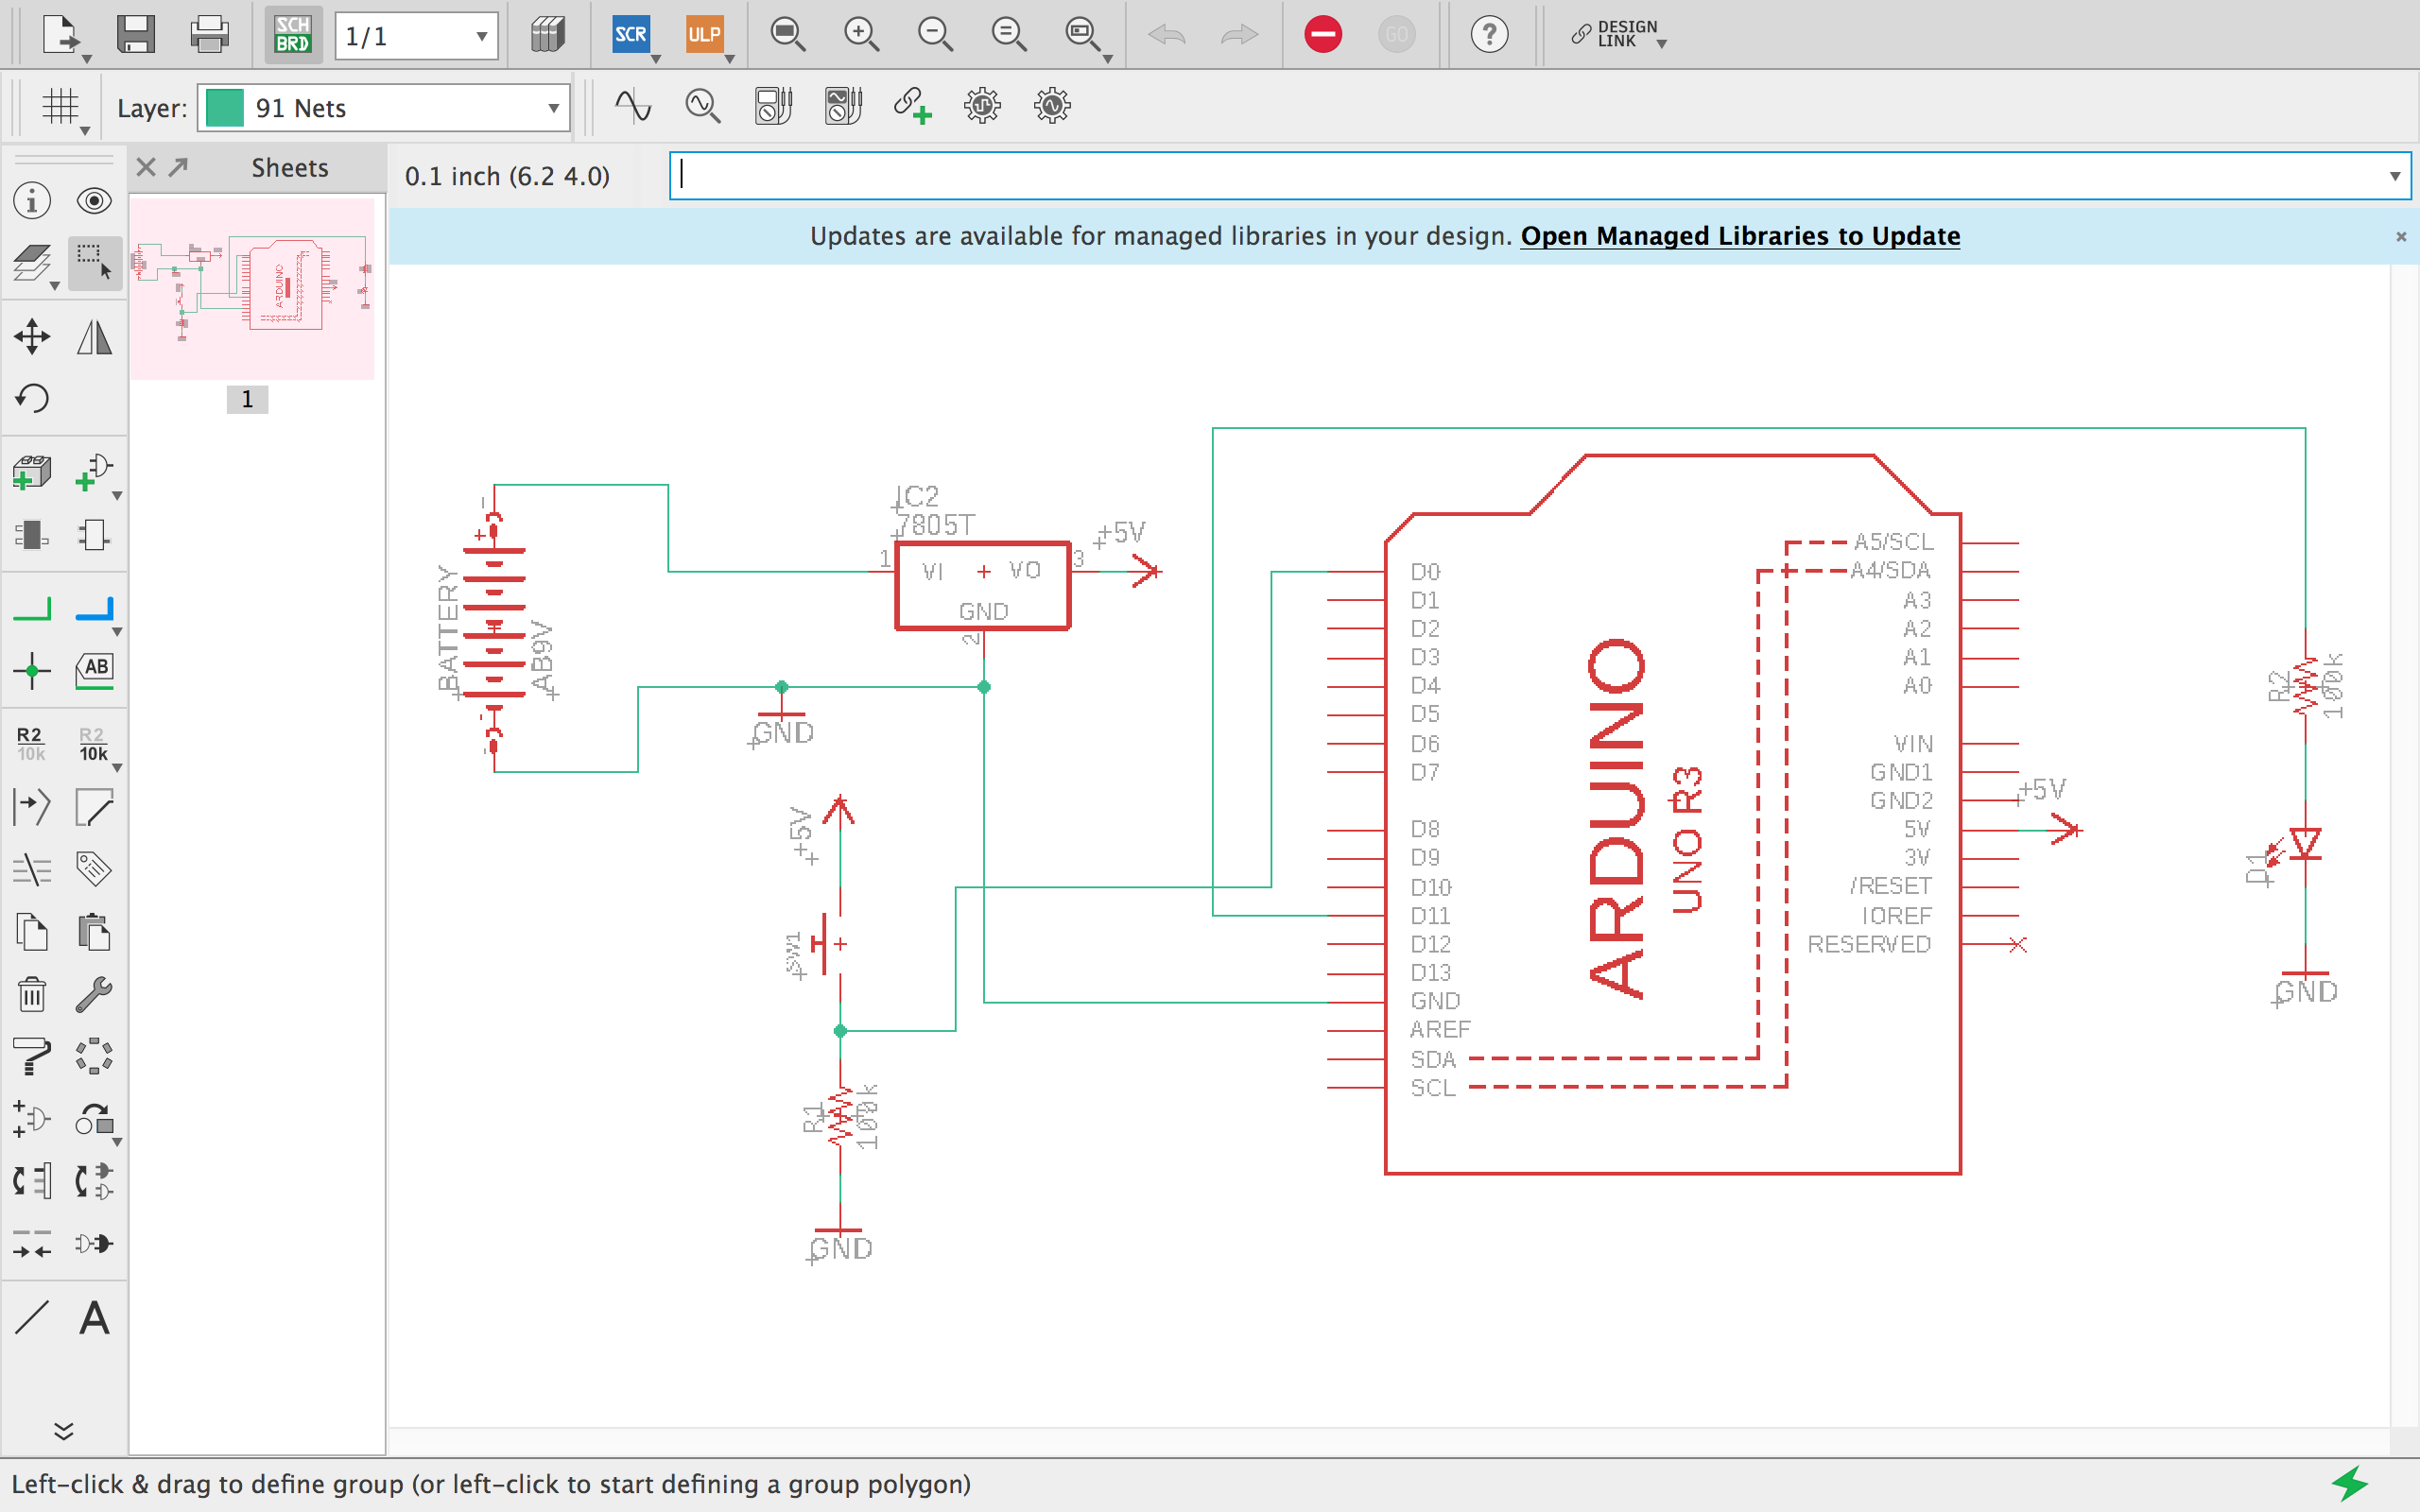 SCH
BRD
1/1
SCR
ULP
GO
?
DESIGN
LINK
Layer:
91 Nets
Sheets
0.1 inch (6.2 4.0)
Updates are available for managed libraries in your design. Open Managed Libraries to Update
ARDUINO
1
IC2
7805T
+5V
1
VI
VO
3
GND
2
BATTERY
AB9V
GND
+5V
SW1
R1
100k
GND
D0
D1
D2
D3
D4
D5
D6
D7
D8
D9
D10
D11
D12
D13
GND
AREF
SDA
SCL
ARDUINO
UNO R3
A5/SCL
A4/SDA
A3
A2
A1
A0
VIN
GND1
GND2
5V
3V
/RESET
IOREF
RESERVED
+5V
R2
100k
D1
GND
AB
R2
10k
R2
10k
A
Left-click & drag to define group (or left-click to start defining a group polygon)